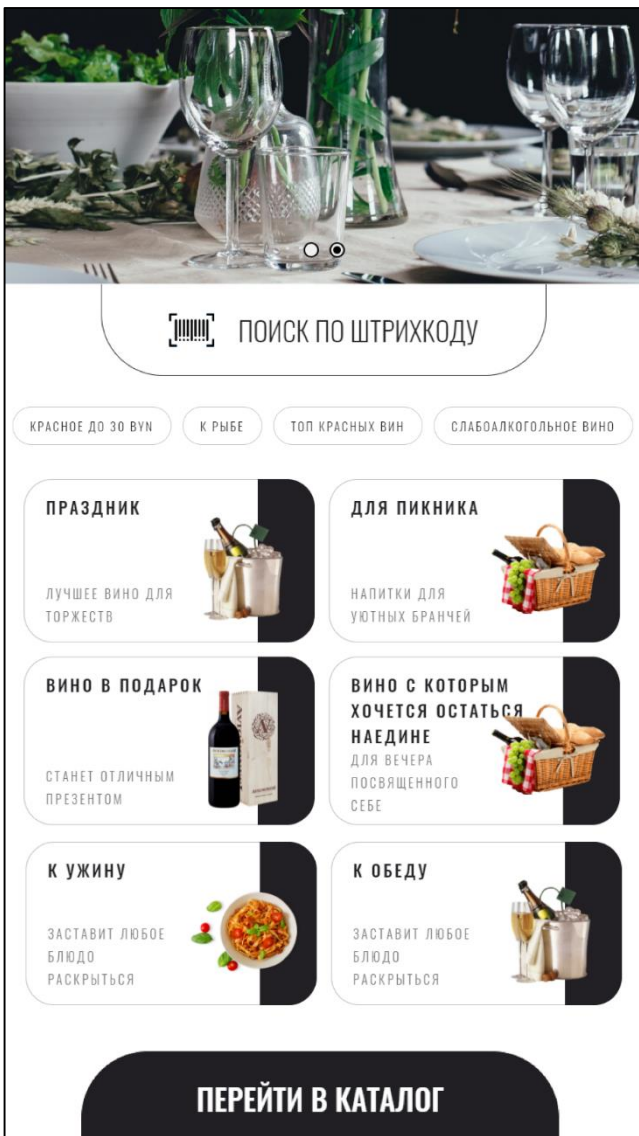 ПОИСК ПО ШТРИХКОДУ
КРАСНОЕ ДО 30 BYN
К РЫБЕ
ТОП КРАСНЫХ ВИН
СЛАБОАЛКОГОЛЬНОЕ ВИНО
ПРАЗДНИК
ЛУЧШЕЕ ВИНО ДЛЯ
ТОРЖЕСТВ
ДЛЯ ПИКНИКА
НАПИТКИ ДЛЯ
УЮТНЫХ БРАНЧЕЙ
ВИНО В ПОДАРОК
СТАНЕТ ОТЛИЧНЫМ
ПРЕЗЕНТОМ
ВИНО С КОТОРЫМ
ХОЧЕТСЯ ОСТАТЬСЯ
НАЕДИНЕ
ДЛЯ ВЕЧЕРА
ПОСВЯЩЕННОГО
СЕБЕ
К УЖИНУ
ЗАСТАВИТ ЛЮБОЕ
БЛЮДО
РАСКРЫТЬСЯ
К ОБЕДУ
ЗАСТАВИТ ЛЮБОЕ
БЛЮДО
РАСКРЫТЬСЯ
ПЕРЕЙТИ В КАТАЛОГ